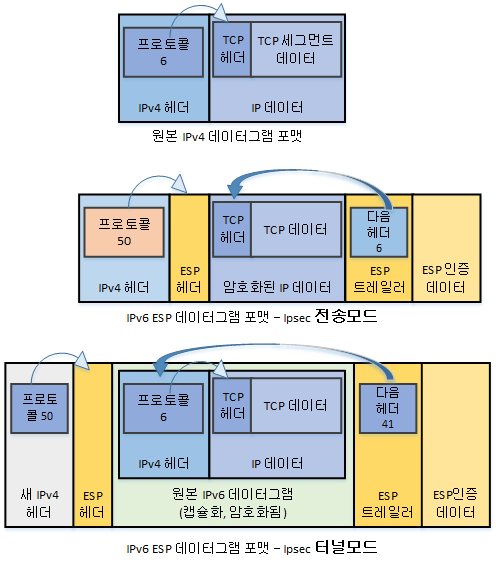 프로토콜
6
TCP
헤더
TCP 세그먼트
데이터
IPv4 헤더
IP 데이터
원본 IPv4 데이터그램 포맷
프로토콜
50
TCP
헤더
TCP 데이터
다음
헤더
6
IPv4 헤더
ESP
헤더
암호화된 IP 데이터
ESP
트레일러
ESP 인증
데이터
IPv6 ESP 데이터그램 포맷 – Ipsec 전송모드
프로토
콜 50
프로토콜
6
TCP
헤더
TCP 데이터
다음
헤더
41
IPv4 헤더
IP 데이터
새 IPv4
헤더
ESP
헤더
원본 IPv6 데이터그램
(캡슐화, 암호화됨)
ESP
트레일러
ESP인증
데이터
IPv6 ESP 데이터그램 포맷 – Ipsec 터널모드